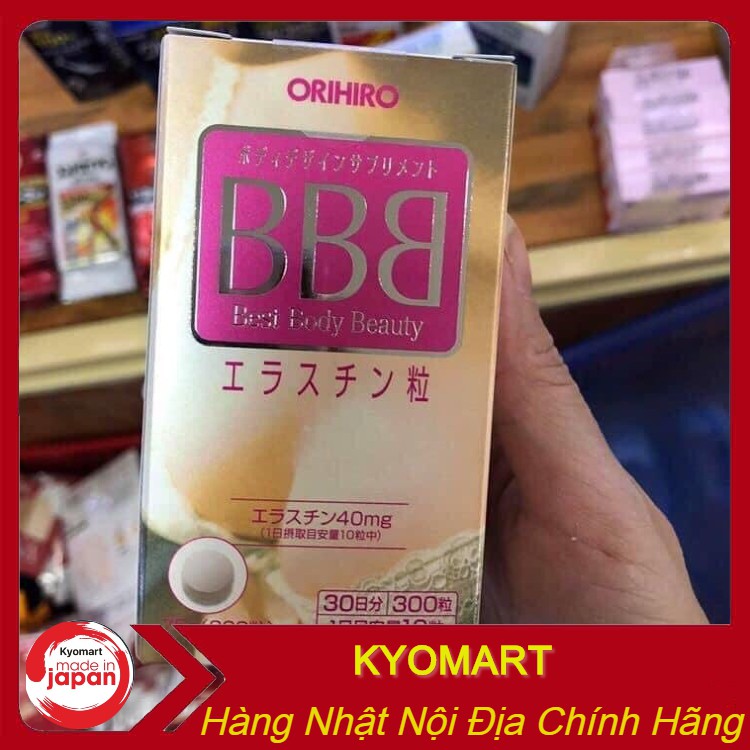 ORIHIRO
ボディデザインサプリメント
BBB
Best Body Beauty
エラスチン粒
エラスチン40mg
(1日摂取目安量10粒中)
30日分 300粒
Kyomart
made in
japan
KYOMART
Hàng Nhật Nội Địa Chính Hãng